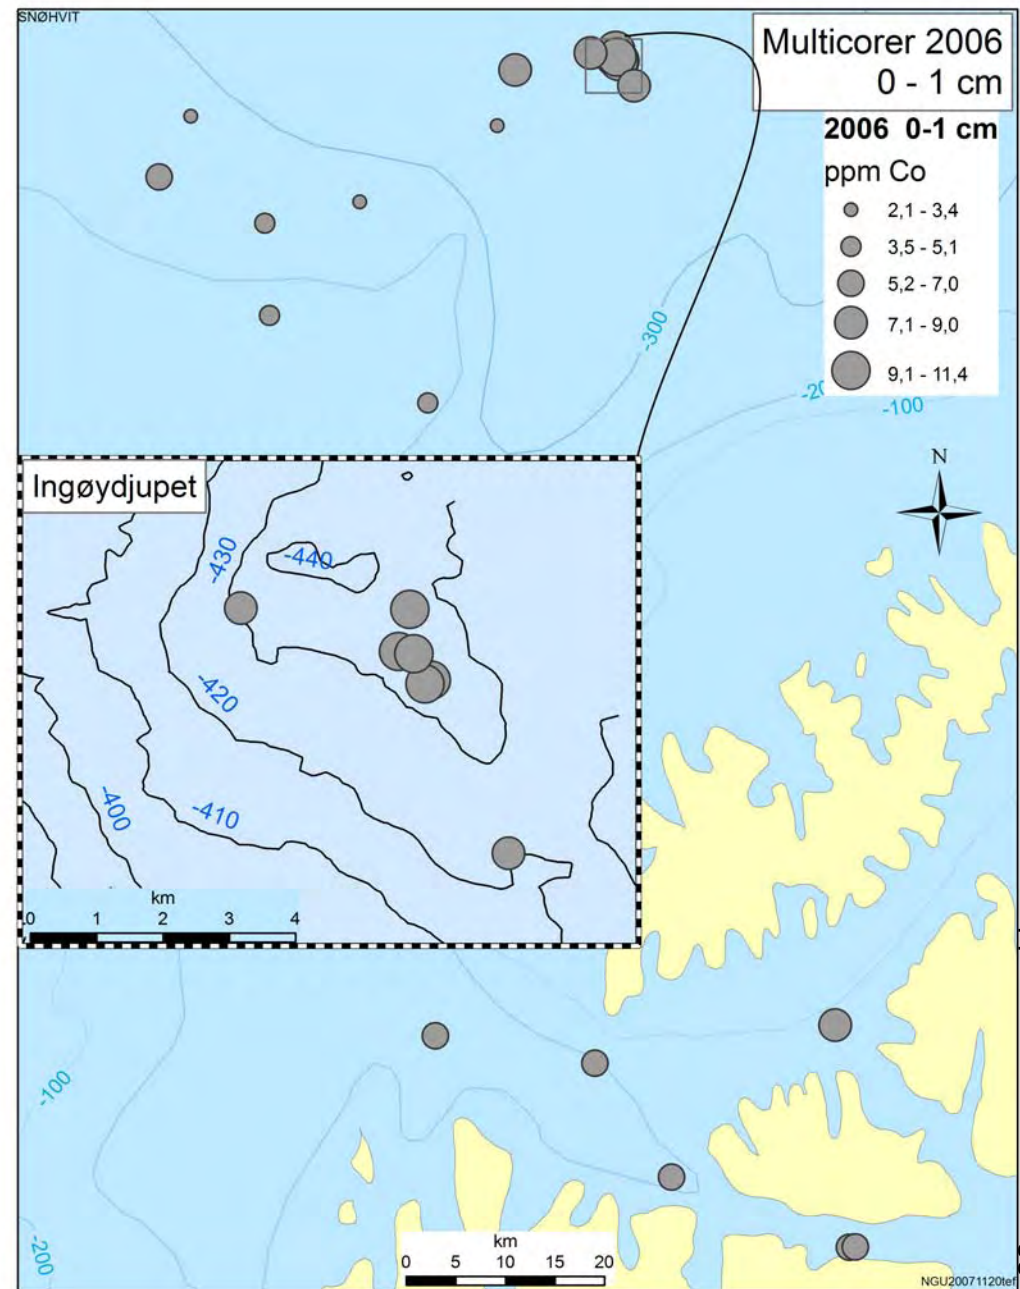 SNØHVIT
Multicorer 2006
0 - 1 cm
2006 0-1 cm
ppm Co
2,1 - 3,4
3,5 - 5,1
5,2 - 7,0
7,1 - 9,0
9,1 - 11,4
-300
-100
N
Ingøydjupet
-430
-440
-420
-400
-410
km
0 1 2 3 4
-100
-200
km
0 5 10 15 20
NGU20071120tef